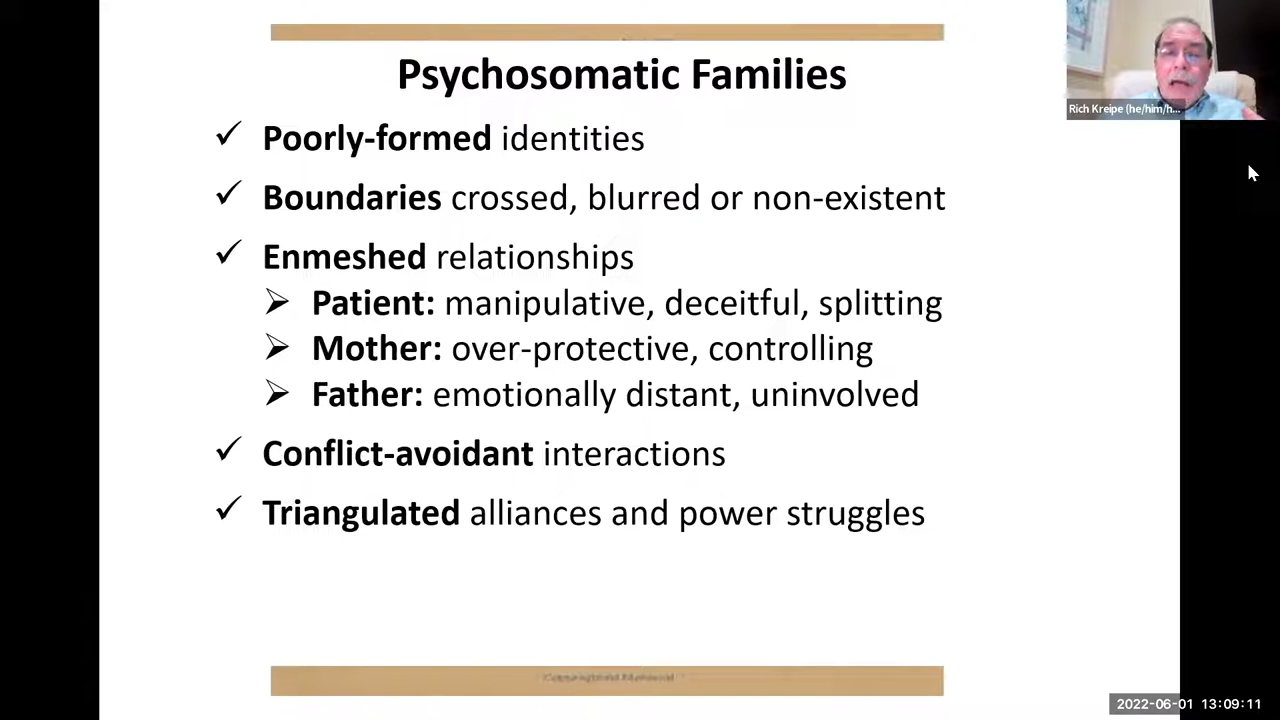 Psychosomatic Families
✓ Poorly-formed identities
✓ Boundaries crossed, blurred or non-existent
✓ Enmeshed relationships
➢ Patient: manipulative, deceitful, splitting
➢ Mother: over-protective, controlling
➢ Father: emotionally distant, uninvolved
✓ Conflict-avoidant interactions
✓ Triangulated alliances and power struggles
Rich Kreipe (he/him/h...
Copyrighted Material
2022-06-01 13:09:11